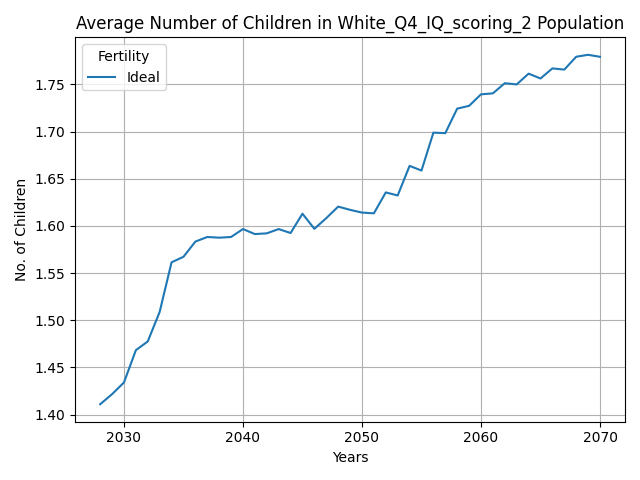 Average Number of Children in White_Q4_IQ_scoring_2 Population
Fertility
Ideal
No. of Children
1.75
1.70
1.65
1.60
1.55
1.50
1.45
1.40
2030 2040 2050 2060 2070
Years